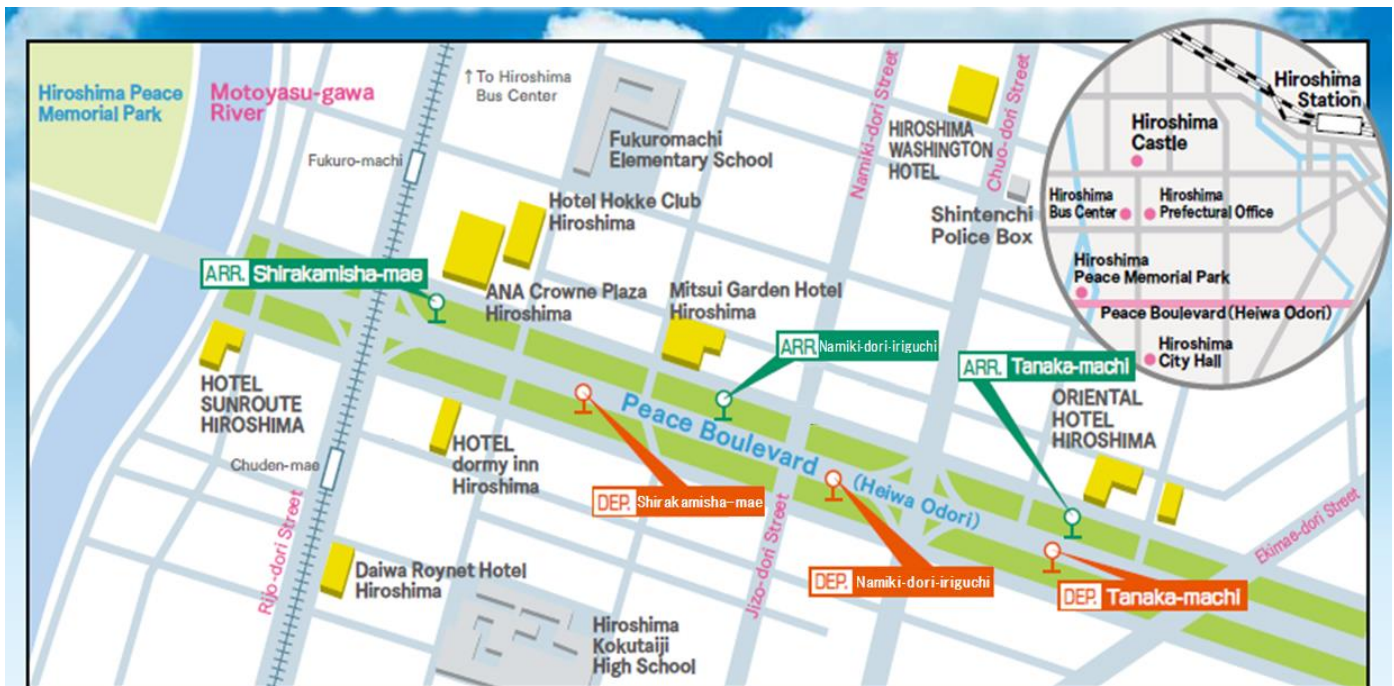 Hiroshima Peace
Memorial Park
Motoyasu-gawa
River
↑To Hiroshima
Bus Center
Fukuro-machi
Fukuromachi
Elementary School
Namiki-dori Street
HIROSHIMA
WASHINGTON
HOTEL
Chuo-dori Street
Shintenchi
Police Box
Hiroshima
Station
Hiroshima
Castle
Hiroshima
Bus Center
Hiroshima
Prefectural Office
Hiroshima
Peace Memorial Park
Peace Boulevard (Heiwa Odori)
Hiroshima
City Hall
Hotel Hokke Club
Hiroshima
ARR. Shirakamisha-mae
ANA Crowne Plaza
Hiroshima
Mitsui Garden Hotel
Hiroshima
ARR. Namiki-dori-iriguchi
ARR. Tanaka-machi
ORIENTAL
HOTEL
HIROSHIMA
HOTEL
SUNROUTE
HIROSHIMA
Peace Boulevard
(Heiwa Odori)
HOTEL
dormy inn
Hiroshima
Chuden-mae
DEP. Shirakamisha-mae
Jizo-dori Street
Ekimae-dori Street
Rijo-dori Street
Daiwa Roynet Hotel
Hiroshima
DEP. Namiki-dori-iriguchi
DEP. Tanaka-machi
Hiroshima
Kokutaiji
High School